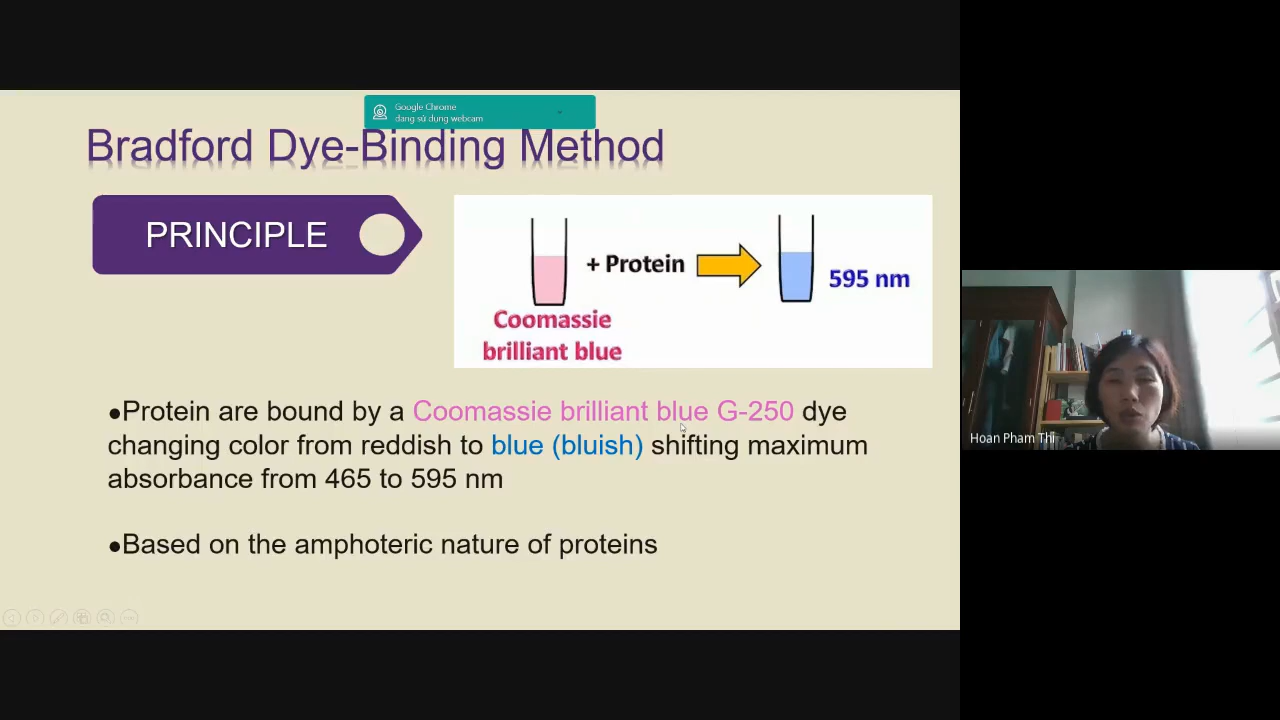 Google Chrome
đang sử dụng webcam
Bradford Dye-Binding Method
PRINCIPLE
+ Protein
595 nm
Coomassie
brilliant blue
●Protein are bound by a Coomassie brilliant blue G-250 dye
changing color from reddish to blue (bluish) shifting maximum
absorbance from 465 to 595 nm
●Based on the amphoteric nature of proteins
Hoan Pham Thi